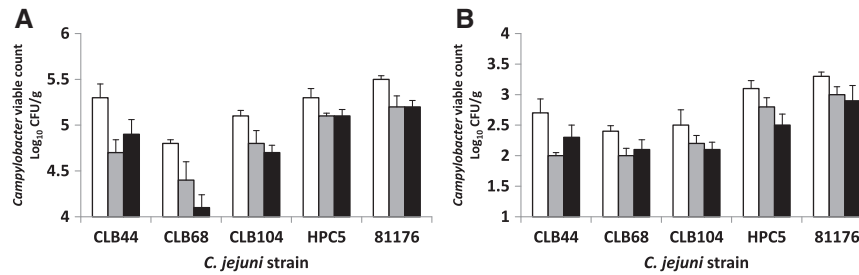 A
Campylobacter viable count
Log10 CFU/g
6
5.5
5
4.5
4
CLB44 CLB68 CLB104 HPC5 81176
C. jejuni strain
B
Campylobacter viable count
Log10 CFU/g
4
3.5
3
2.5
2
1.5
1
CLB44 CLB68 CLB104 HPC5 81176
C. jejuni strain